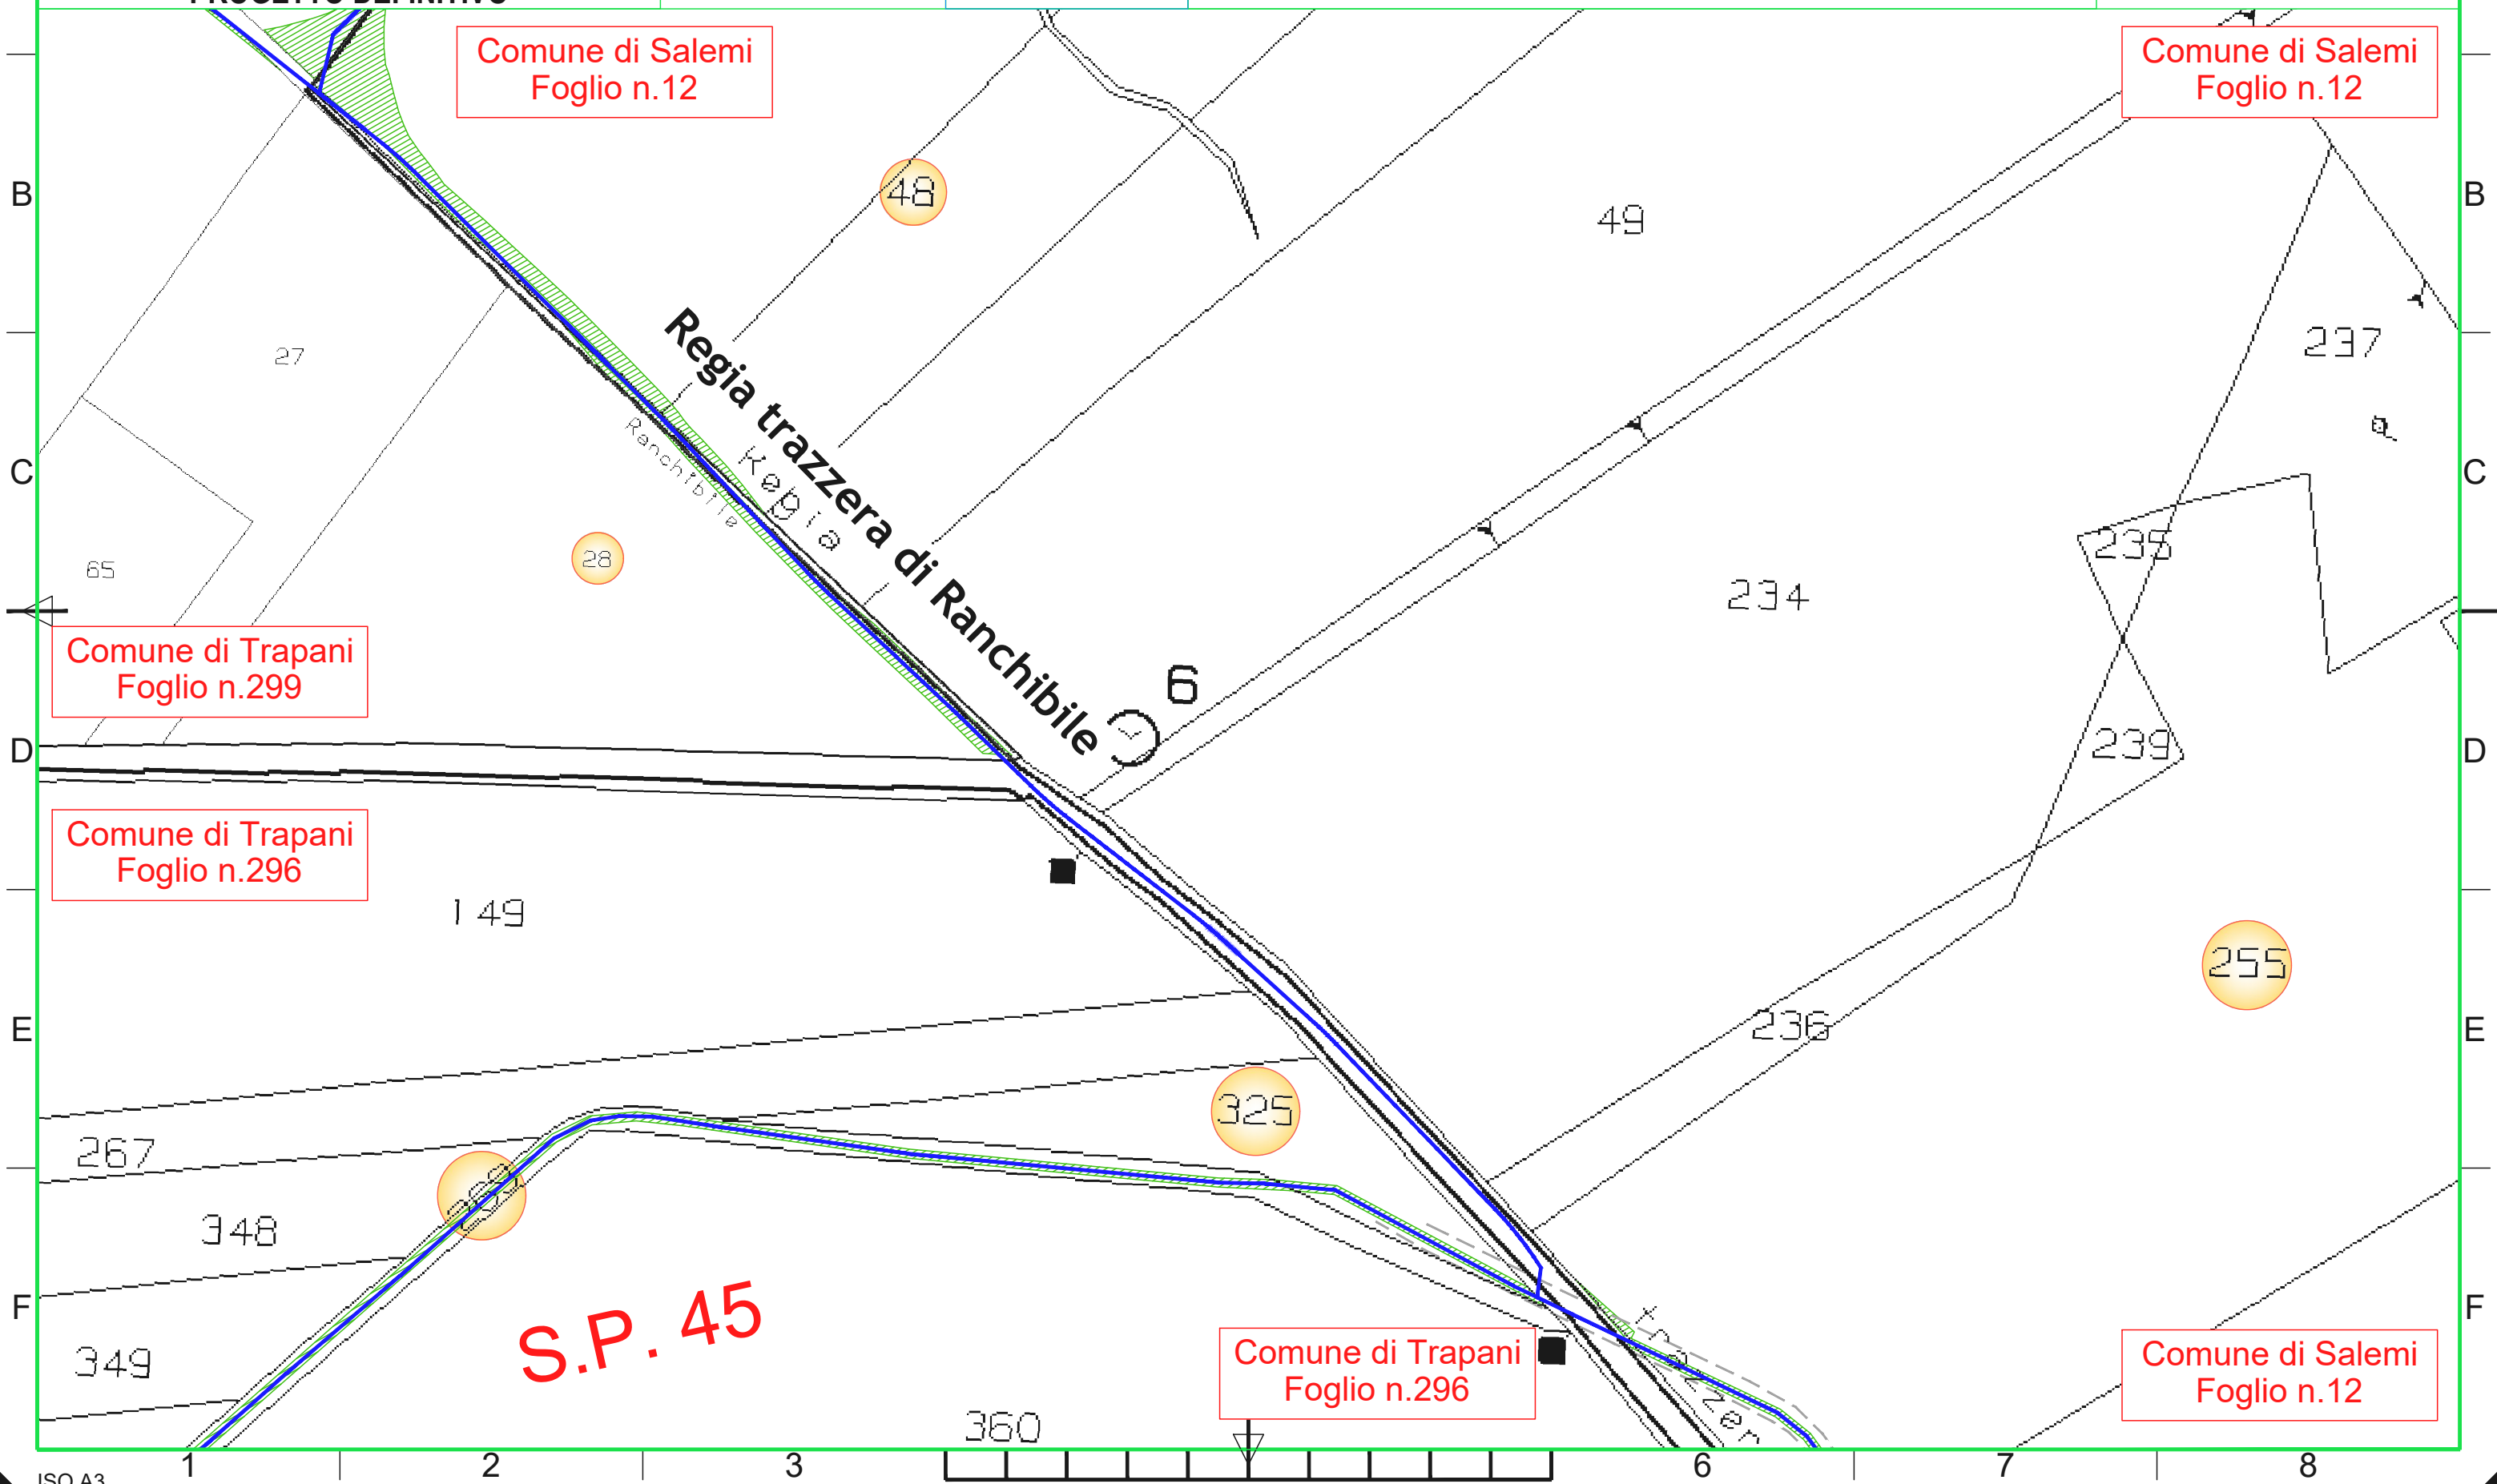 Comune di Salemi
Foglio n.12
Comune di Salemi
Foglio n.12
B
48
49
B
27
237
Regia trazzera di Ranchibile
Ranchibile
Regia
C
C
28
65
235
234
Comune di Trapani
Foglio n.299
6
D
239
D
Comune di Trapani
Foglio n.296
149
255
E
236
E
325
267
348
F
S.P. 45
F
349
Comune di Trapani
Foglio n.296
Comune di Salemi
Foglio n.12
360
1
2
3
6
7
8
ISO A3